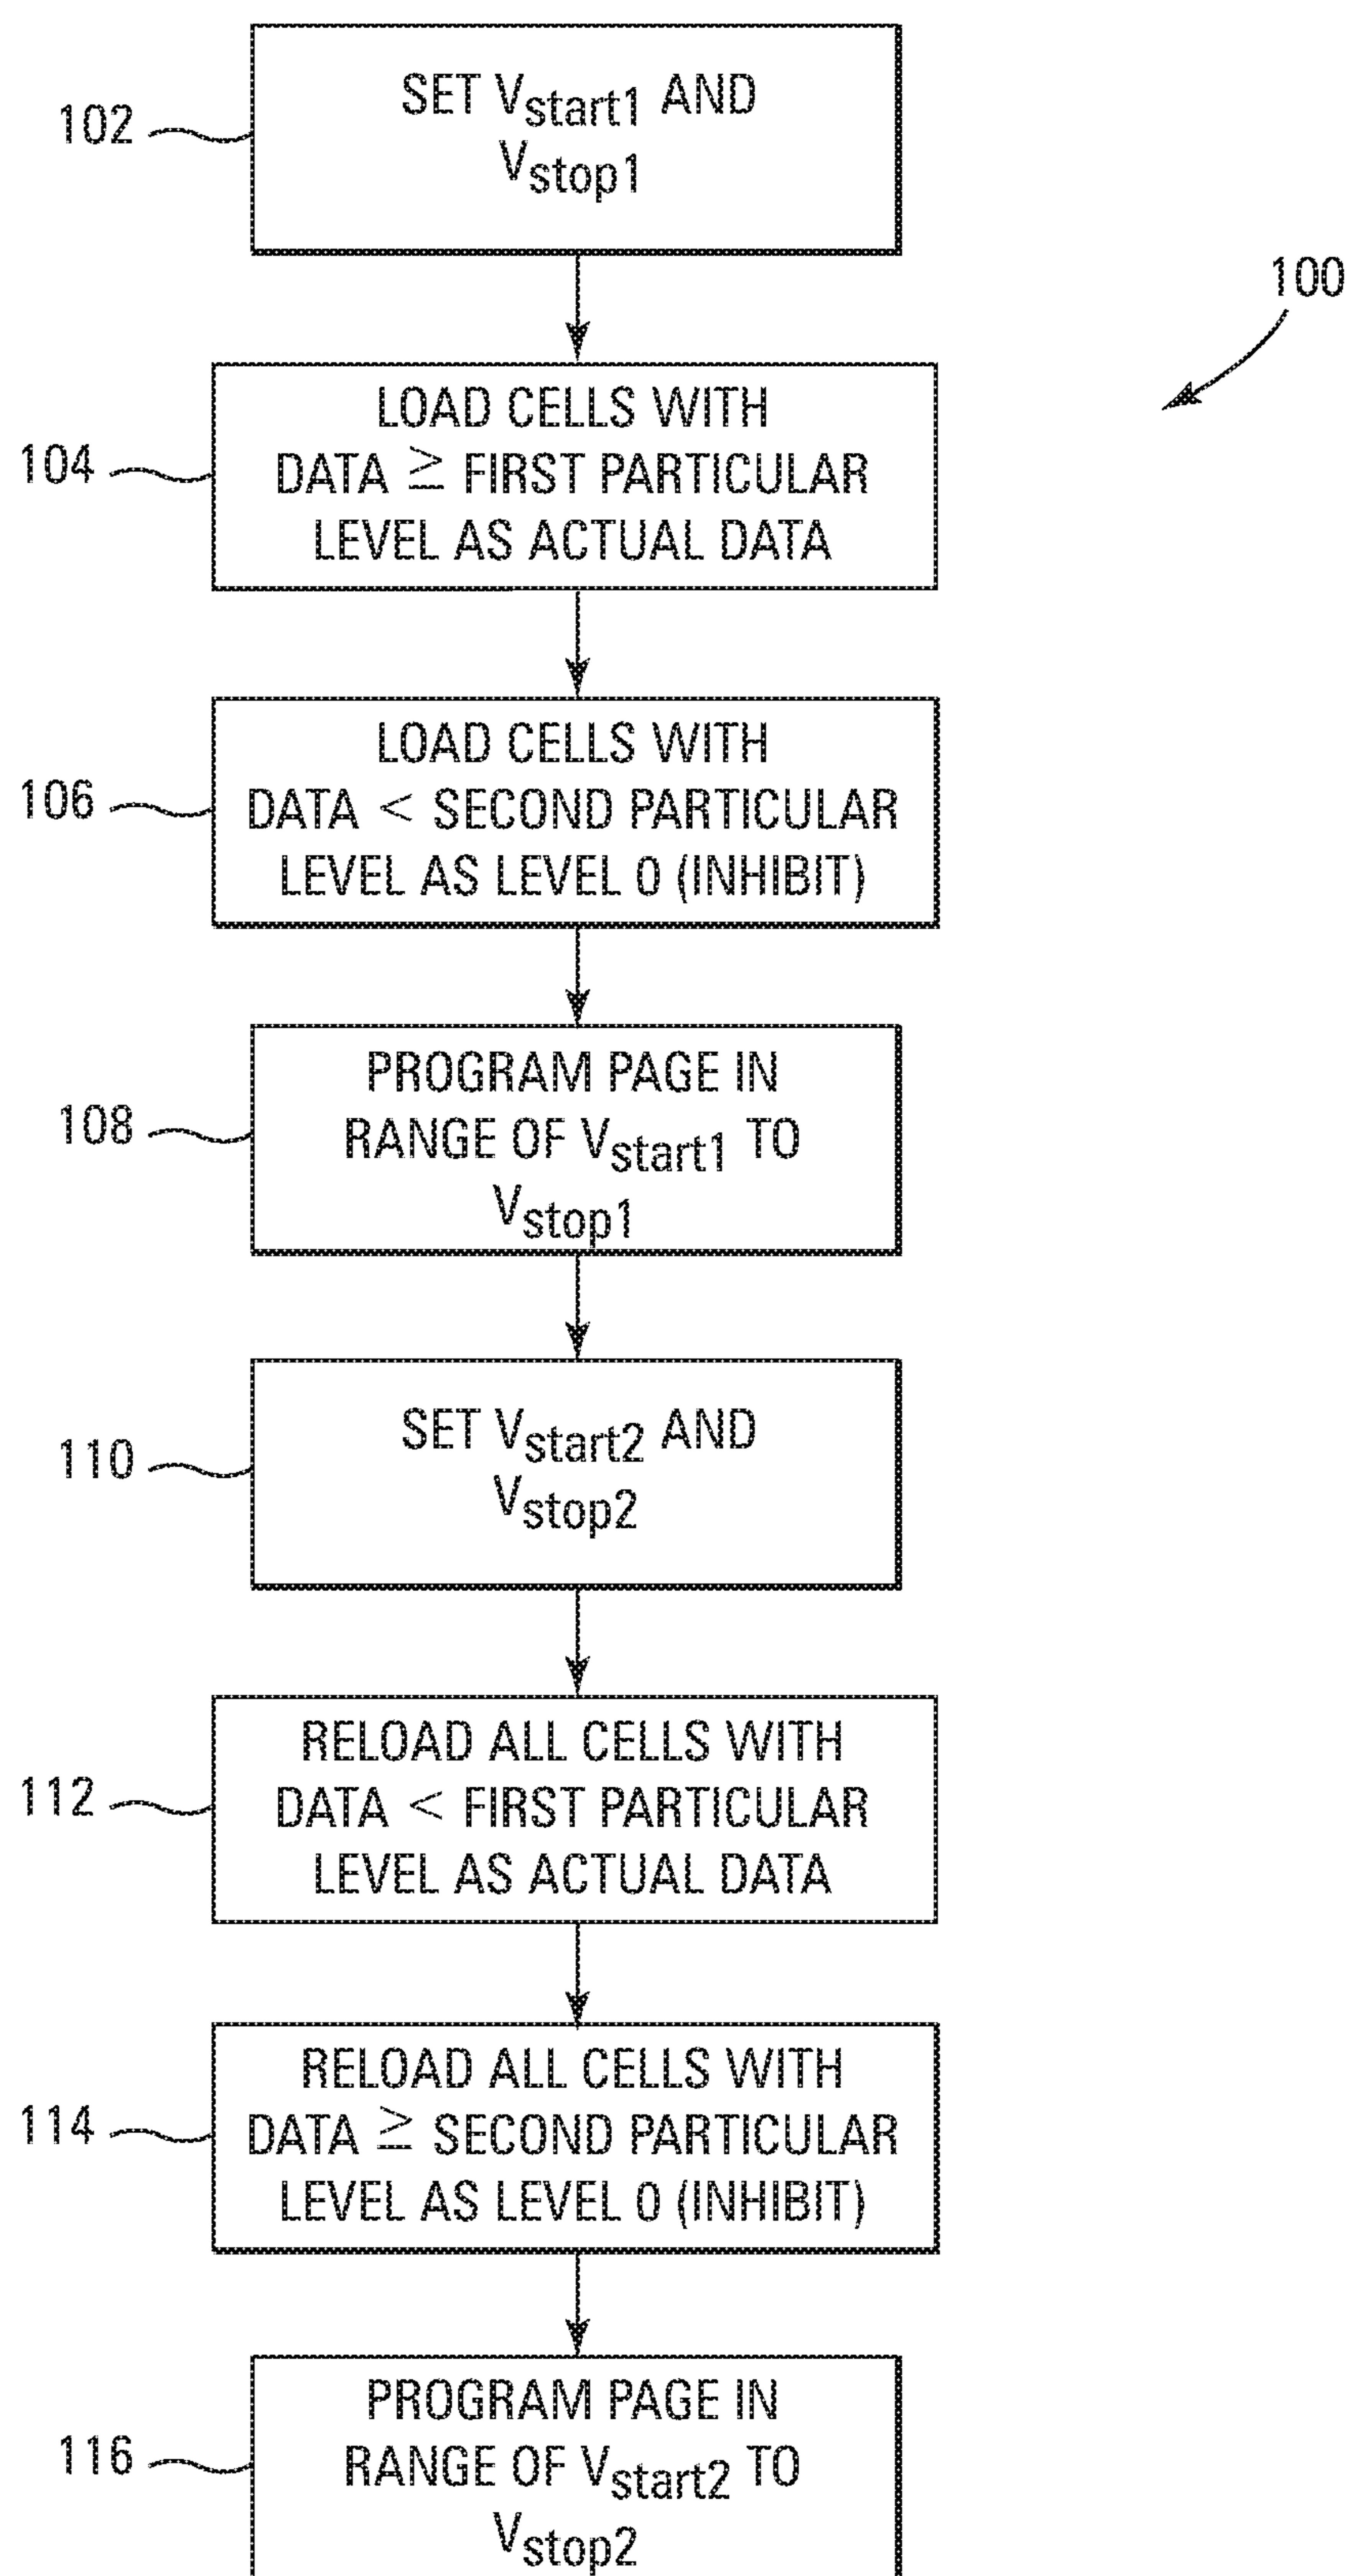 SET Vstart1 AND
Vstop1
102
100
LOAD CELLS WITH
DATA ≥ FIRST PARTICULAR
LEVEL AS ACTUAL DATA
104
LOAD CELLS WITH
DATA < SECOND PARTICULAR
LEVEL AS LEVEL 0 (INHIBIT)
106
PROGRAM PAGE IN
RANGE OF Vstart1 TO
Vstop1
108
SET Vstart2 AND
Vstop2
110
RELOAD ALL CELLS WITH
DATA < FIRST PARTICULAR
LEVEL AS ACTUAL DATA
112
RELOAD ALL CELLS WITH
DATA ≥ SECOND PARTICULAR
LEVEL AS LEVEL 0 (INHIBIT)
114
PROGRAM PAGE IN
RANGE OF Vstart2 TO
Vstop2
116